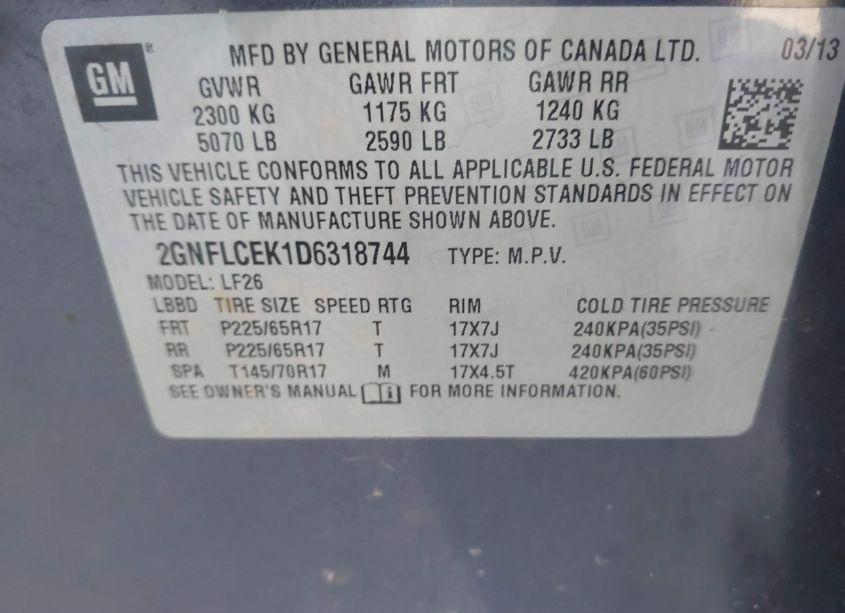 GM ® MFD BY GENERAL MOTORS OF CANADA LTD. 03/13
GVWR GAWR FRT GAWR RR
2300 KG 1175 KG 1240 KG
5070 LB 2590 LB 2733 LB
THIS VEHICLE CONFORMS TO ALL APPLICABLE U.S. FEDERAL MOTOR
VEHICLE SAFETY AND THEFT PREVENTION STANDARDS IN EFFECT ON
THE DATE OF MANUFACTURE SHOWN ABOVE.
2GNFLCEK1D6318744 TYPE: M.P.V.
MODEL: LF26
LBBD TIRE SIZE SPEED RTG RIM COLD TIRE PRESSURE
FRT P225/65R17 T 17X7J 240KPA(35PSI)
RR P225/65R17 T 17X7J 240KPA(35PSI)
SPA T145/70R17 M 17X4.5T 420KPA(60PSI)
SEE OWNER'S MANUAL FOR MORE INFORMATION.